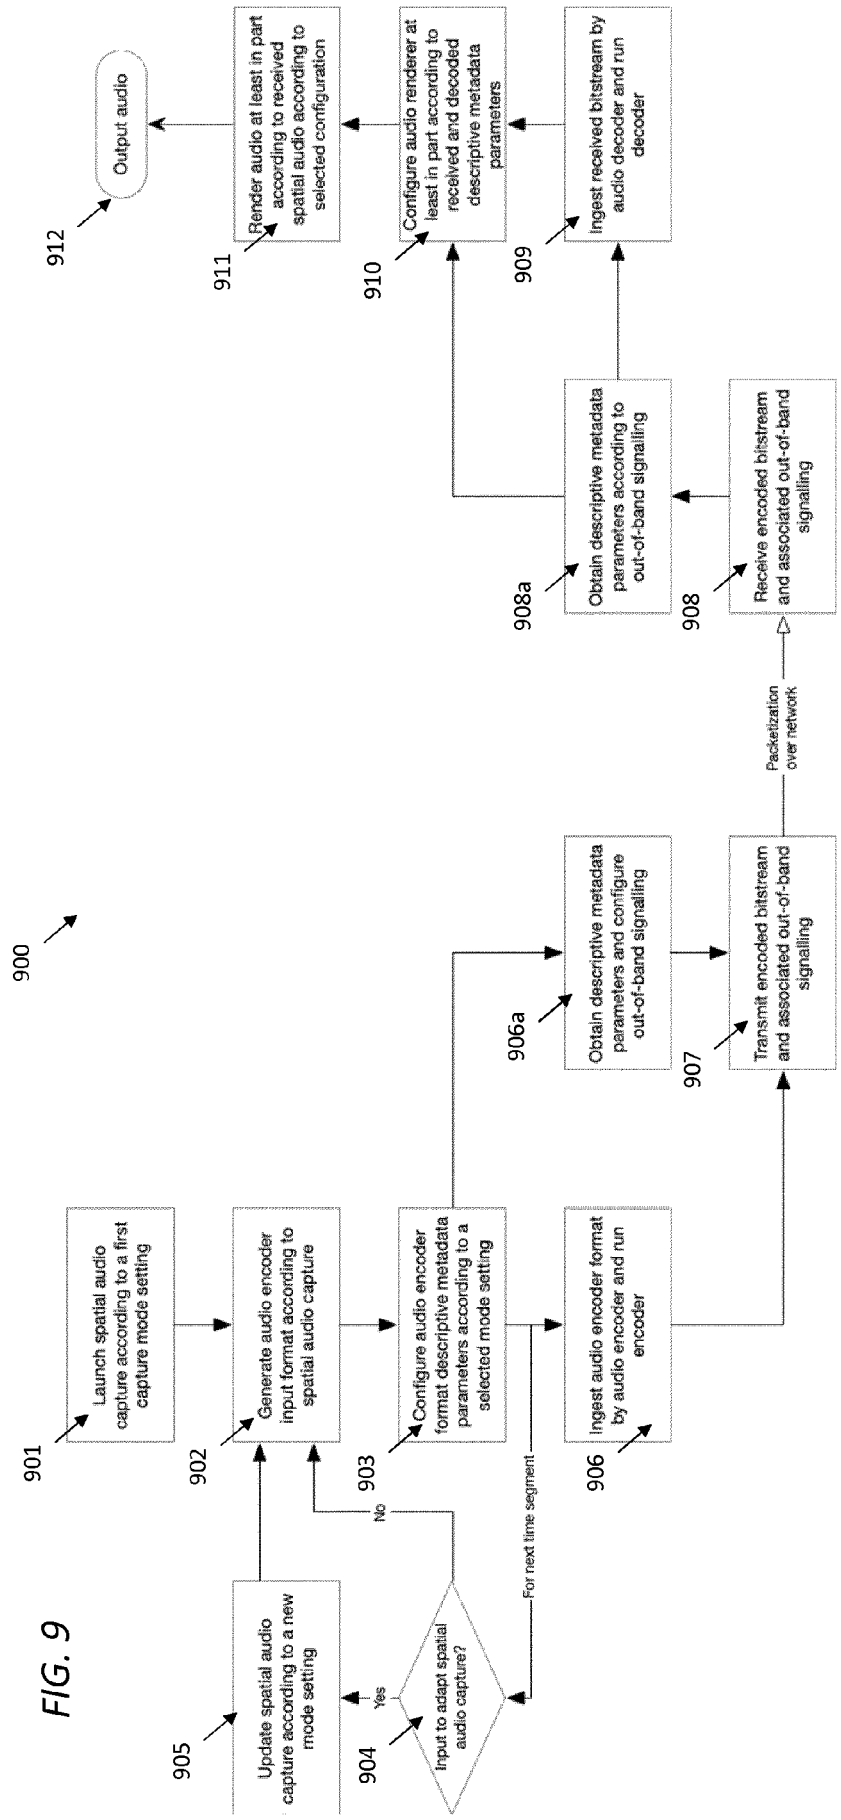 FIG. 9
900
901
Launch spatial audio
capture according to a first
capture mode setting
902
Generate audio encoder
input format according to
spatial audio capture
903
Configure audio encoder
format descriptive metadata
parameters according to a
selected mode setting
For next time segment
904
Input to adapt spatial
audio capture?
Yes
No
905
Update spatial audio
capture according to a new
mode setting
906
Ingest audio encoder format
by audio encoder and run
encoder
906a
Obtain descriptive metadata
parameters and configure
out-of-band signalling
907
Transmit encoded bitstream
and associated out-of-band
signalling
Packetization
over network
908
Receive encoded bitstream
and associated out-of-band
signalling
908a
Obtain descriptive metadata
parameters according to
out-of-band signalling
909
Ingest received bitstream by
audio decoder and run
decoder
910
Configure audio renderer at
least in part according to
received and decoded
descriptive metadata
parameters
911
Render audio at least in part
according to received
spatial audio according to
selected configuration
912
Output audio